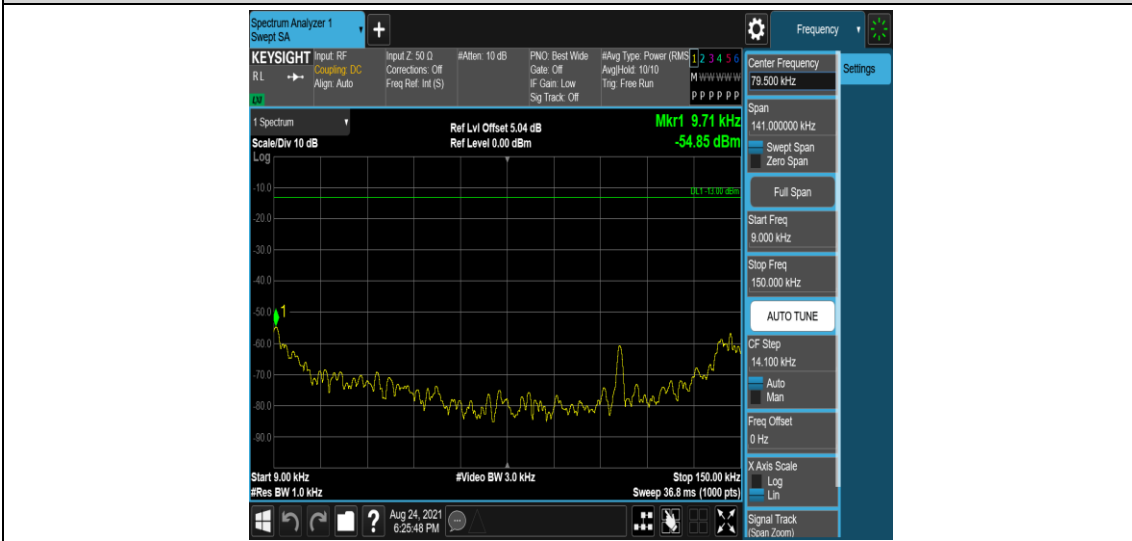 Spectrum Analyzer 1
Swept SA
+
Frequency
KEYSIGHT
RL
LXI
Input: RF
Coupling: DC
Align: Auto
Input Z: 50 Ω
Corrections: Off
Freq Ref: Int (S)
#Atten: 10 dB
PNO: Best Wide
Gate: Off
IF Gain: Low
Sig Track: Off
#Avg Type: Power (RMS
Avg|Hold: 10/10
Trig: Free Run
1 2 3 4 5 6
M W W W W W
P P P P P P
1 Spectrum
Scale/Div 10 dB
Log
Ref Lvl Offset 5.04 dB
Ref Level 0.00 dBm
Mkr1 9.71 kHz
-54.85 dBm
DL1 -13.00 dBm
-10.0
-20.0
-30.0
-40.0
-50.0
1
-60.0
-70.0
-80.0
-90.0
Start 9.00 kHz
#Res BW 1.0 kHz
#Video BW 3.0 kHz
Stop 150.00 kHz
Sweep 36.8 ms (1000 pts)
Center Frequency
79.500 kHz
Span
141.000000 kHz
Swept Span
Zero Span
Full Span
Start Freq
9.000 kHz
Stop Freq
150.000 kHz
AUTO TUNE
CF Step
14.100 kHz
Auto
Man
Freq Offset
0 Hz
X Axis Scale
Log
Lin
Signal Track
(Span Zoom)
Settings
?
Aug 24, 2021
6:25:48 PM